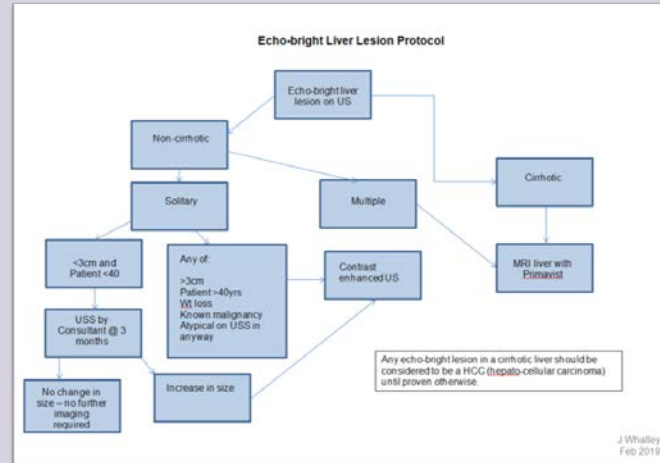 Echo-bright Liver Lesion Protocol
Echo-bright liver
lesion on US
Non-cirrhotic
Cirrhotic
Solitary
Multiple
<3cm and
Patient <40
Any of:
>3cm
Patient >40yrs
Wt loss
Known malignancy
Atypical on USS in
anyway
Contrast
enhanced US
MRI liver with
Primavist
USS by
Consultant @ 3
months
No change in
size – no further
imaging
required
Increase in size
Any echo-bright lesion in a cirrhotic liver should be
considered to be a HCC (hepato-cellular carcinoma)
until proven otherwise.
J Whalley
Feb 2019